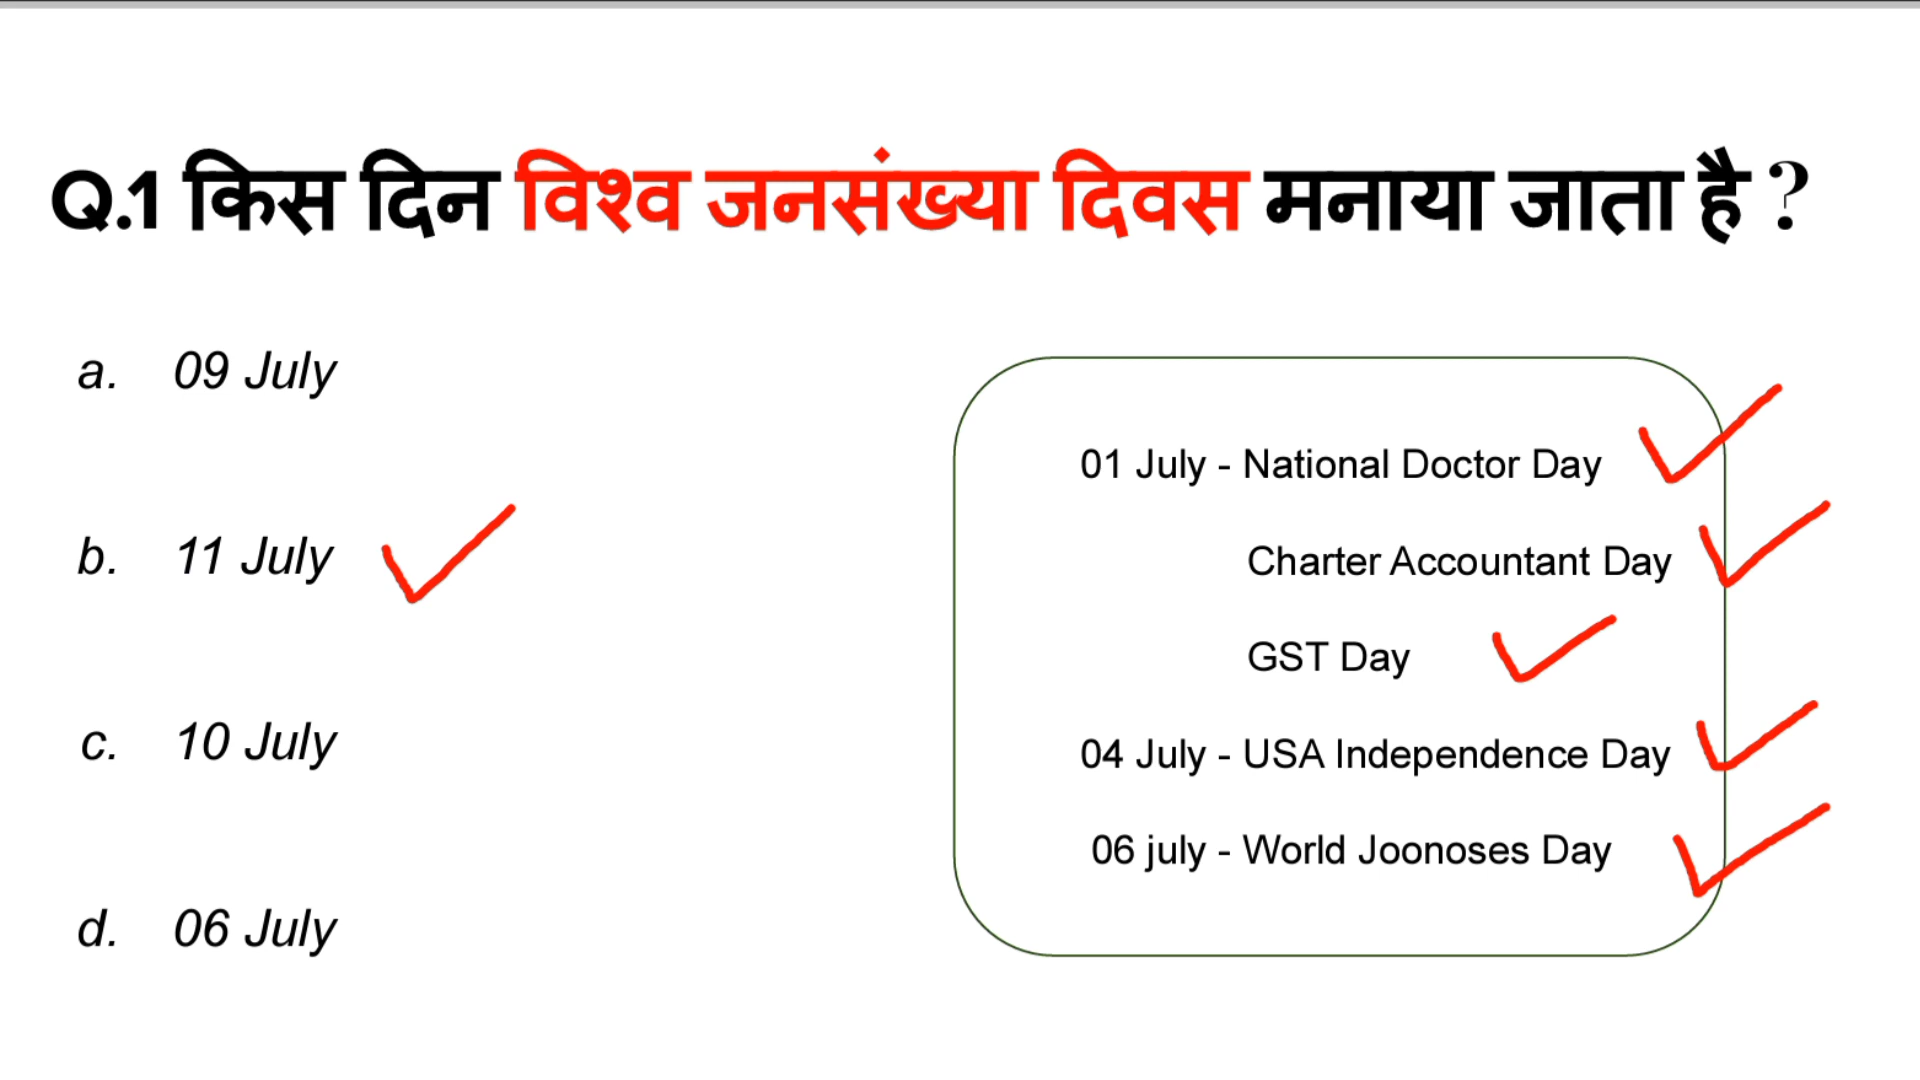 Q.1 किस दिन विश्व जनसंख्या दिवस मनाया जाता है ?
a. 09 July
b. 11 July
c. 10 July
d. 06 July
01 July - National Doctor Day
Charter Accountant Day
GST Day
04 July - USA Independence Day
06 july - World Joonoses Day